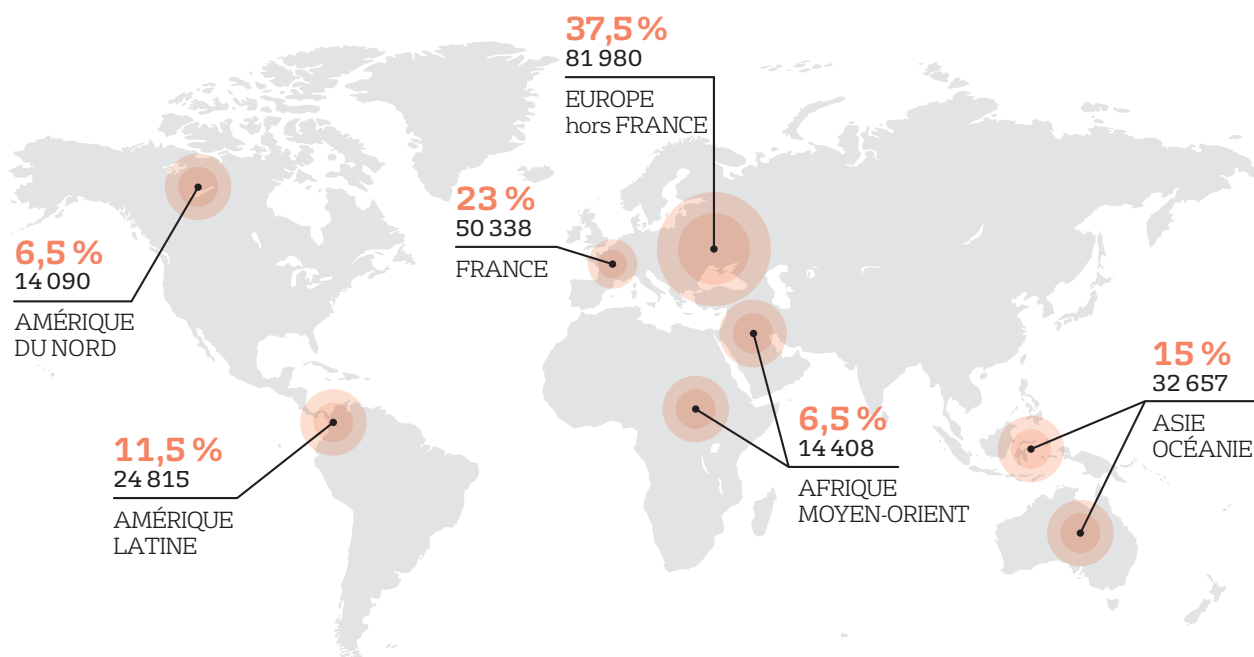 37,5 %
81 980
EUROPE
hors FRANCE
23 %
50 338
FRANCE
6,5 %
14 090
AMÉRIQUE
DU NORD
11,5 %
24 815
AMÉRIQUE
LATINE
6,5 %
14 408
AFRIQUE
MOYEN-ORIENT
15 %
32 657
ASIE
OCÉANIE